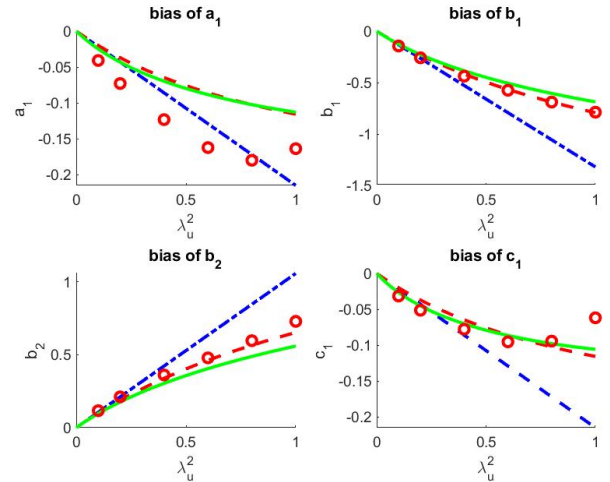 bias of a1
0
-0.05
-0.1
-0.15
-0.2
a1
0 0.5 1
λu2
bias of b1
0
-0.5
-1
-1.5
b1
0 0.5 1
λu2
bias of b2
1
0.5
0
b2
0 0.5 1
λu2
bias of c1
0
-0.05
-0.1
-0.15
-0.2
c1
0 0.5 1
λu2